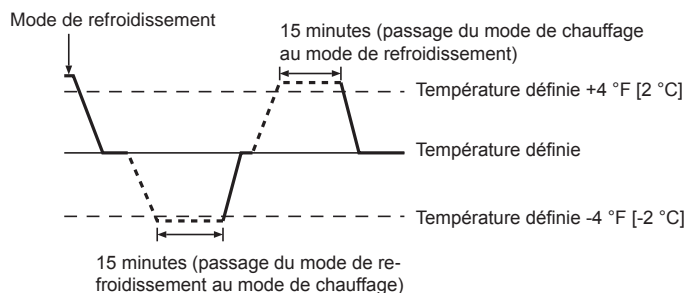 Mode de refroidissement
15 minutes (passage du mode de chauffage
au mode de refroidissement)
Température définie +4 °F [2 °C]
Température définie
Température définie -4 °F [-2 °C]
15 minutes (passage du mode de re-
froidissement au mode de chauffage)